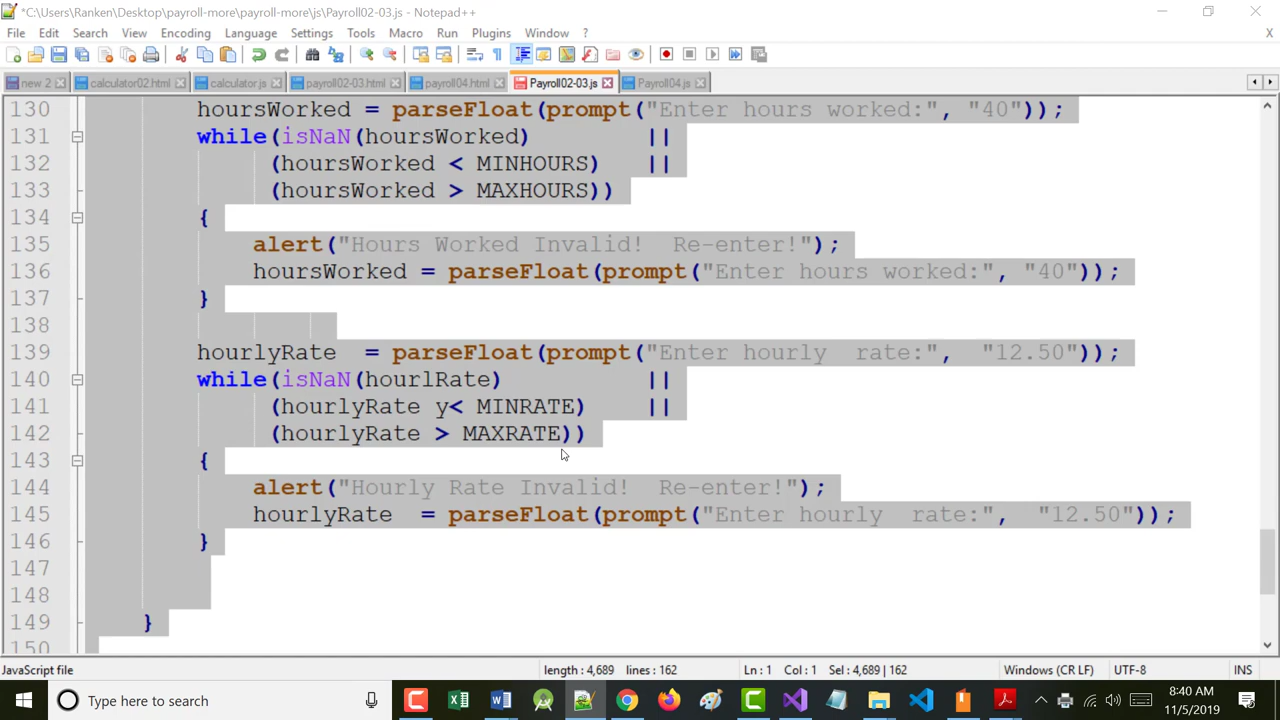 *C:\Users\Ranken\Desktop\payroll-more\payroll-more\js\Payroll02-03.js - Notepad++
File Edit Search View Encoding Language Settings Tools Macro Run Plugins Window ? X
new 2 calculator02.html calculator.js payroll02-03.html payroll04.html Payroll02-03.js Payroll04.js
130 hoursWorked = parseFloat(prompt("Enter hours worked:", "40"));
131 while(isNaN(hoursWorked) ||
132 (hoursWorked < MINHOURS) ||
133 (hoursWorked > MAXHOURS))
134 {
135 alert("Hours Worked Invalid!  Re-enter!");
136 hoursWorked = parseFloat(prompt("Enter hours worked:", "40"));
137 }
138
139 hourlyRate  = parseFloat(prompt("Enter hourly  rate:",  "12.50"));
140 while(isNaN(hourlRate) ||
141 (hourlyRate y< MINRATE) ||
142 (hourlyRate > MAXRATE))
143 {
144 alert("Hourly Rate Invalid!  Re-enter!");
145 hourlyRate  = parseFloat(prompt("Enter hourly  rate:",  "12.50"));
146 }
147
148
149 }
150
JavaScript file length : 4,689 lines : 162 Ln : 1 Col : 1 Sel : 4,689 | 162 Windows (CR LF) UTF-8 INS
Type here to search 8:40 AM
11/5/2019